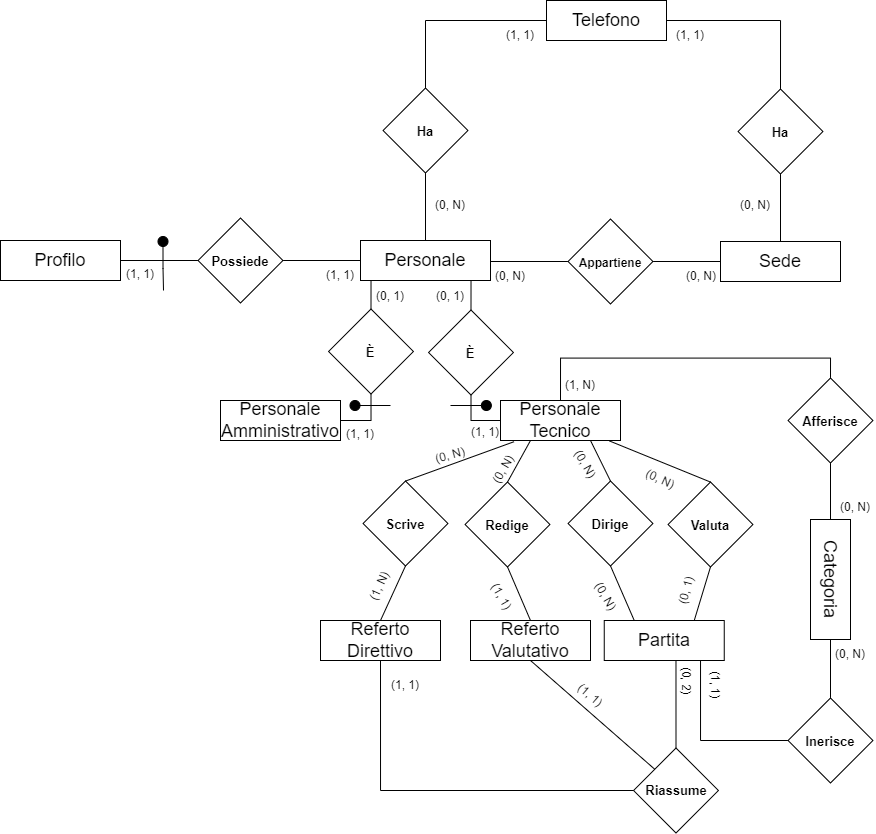 Telefono
(1, 1)
(1, 1)
Ha
Ha
(0, N)
(0, N)
Profilo
(1, 1)
Possiede
(1, 1)
Personale
(0, N)
Appartiene
(0, N)
Sede
(0, 1)
(0, 1)
È
È
(1, N)
Personale
Amministrativo
(1, 1)
(1, 1)
Personale
Tecnico
Afferisce
(0, N)
(0, N)
(0, N)
(0, N)
(0, N)
Scrive
Redige
Dirige
Valuta
Categoria
(1, N)
(1, 1)
(0, N)
(0, 1)
Referto
Direttivo
Referto
Valutativo
Partita
(0, N)
(1, 1)
(1, 1)
(0, 2)
(1, 1)
Inerisce
Riassume